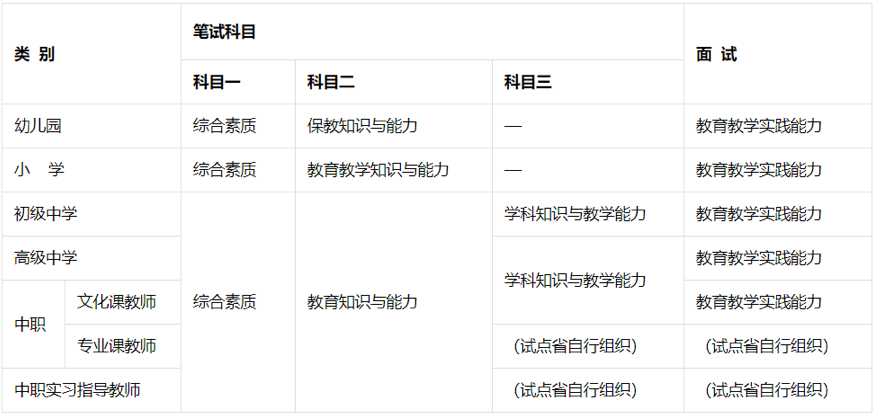 类 别
笔试科目
面 试
科目一
科目二
科目三
幼儿园
综合素质
保教知识与能力
—
教育教学实践能力
小 学
综合素质
教育教学知识与能力
—
教育教学实践能力
初级中学
综合素质
教育知识与能力
学科知识与教学能力
教育教学实践能力
高级中学
学科知识与教学能力
教育教学实践能力
中职
文化课教师
教育教学实践能力
专业课教师
（试点省自行组织）
（试点省自行组织）
中职实习指导教师
（试点省自行组织）
（试点省自行组织）